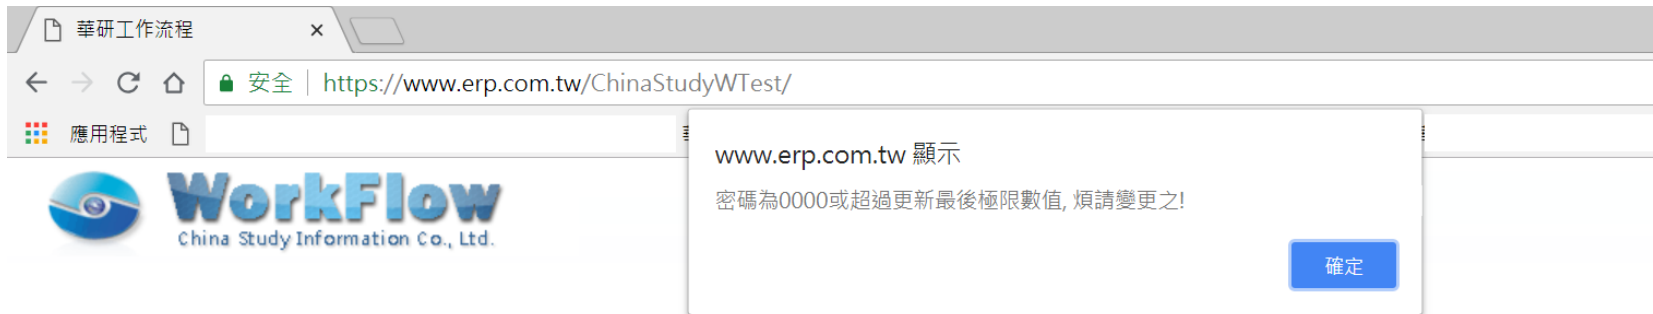 華研工作流程
安全 https://www.erp.com.tw/ChinaStudyWTest/
應用程式
www.erp.com.tw 顯示
密碼為0000或超過更新最後極限數值, 煩請變更之!
確定
WorkFlow
China Study Information Co., Ltd.